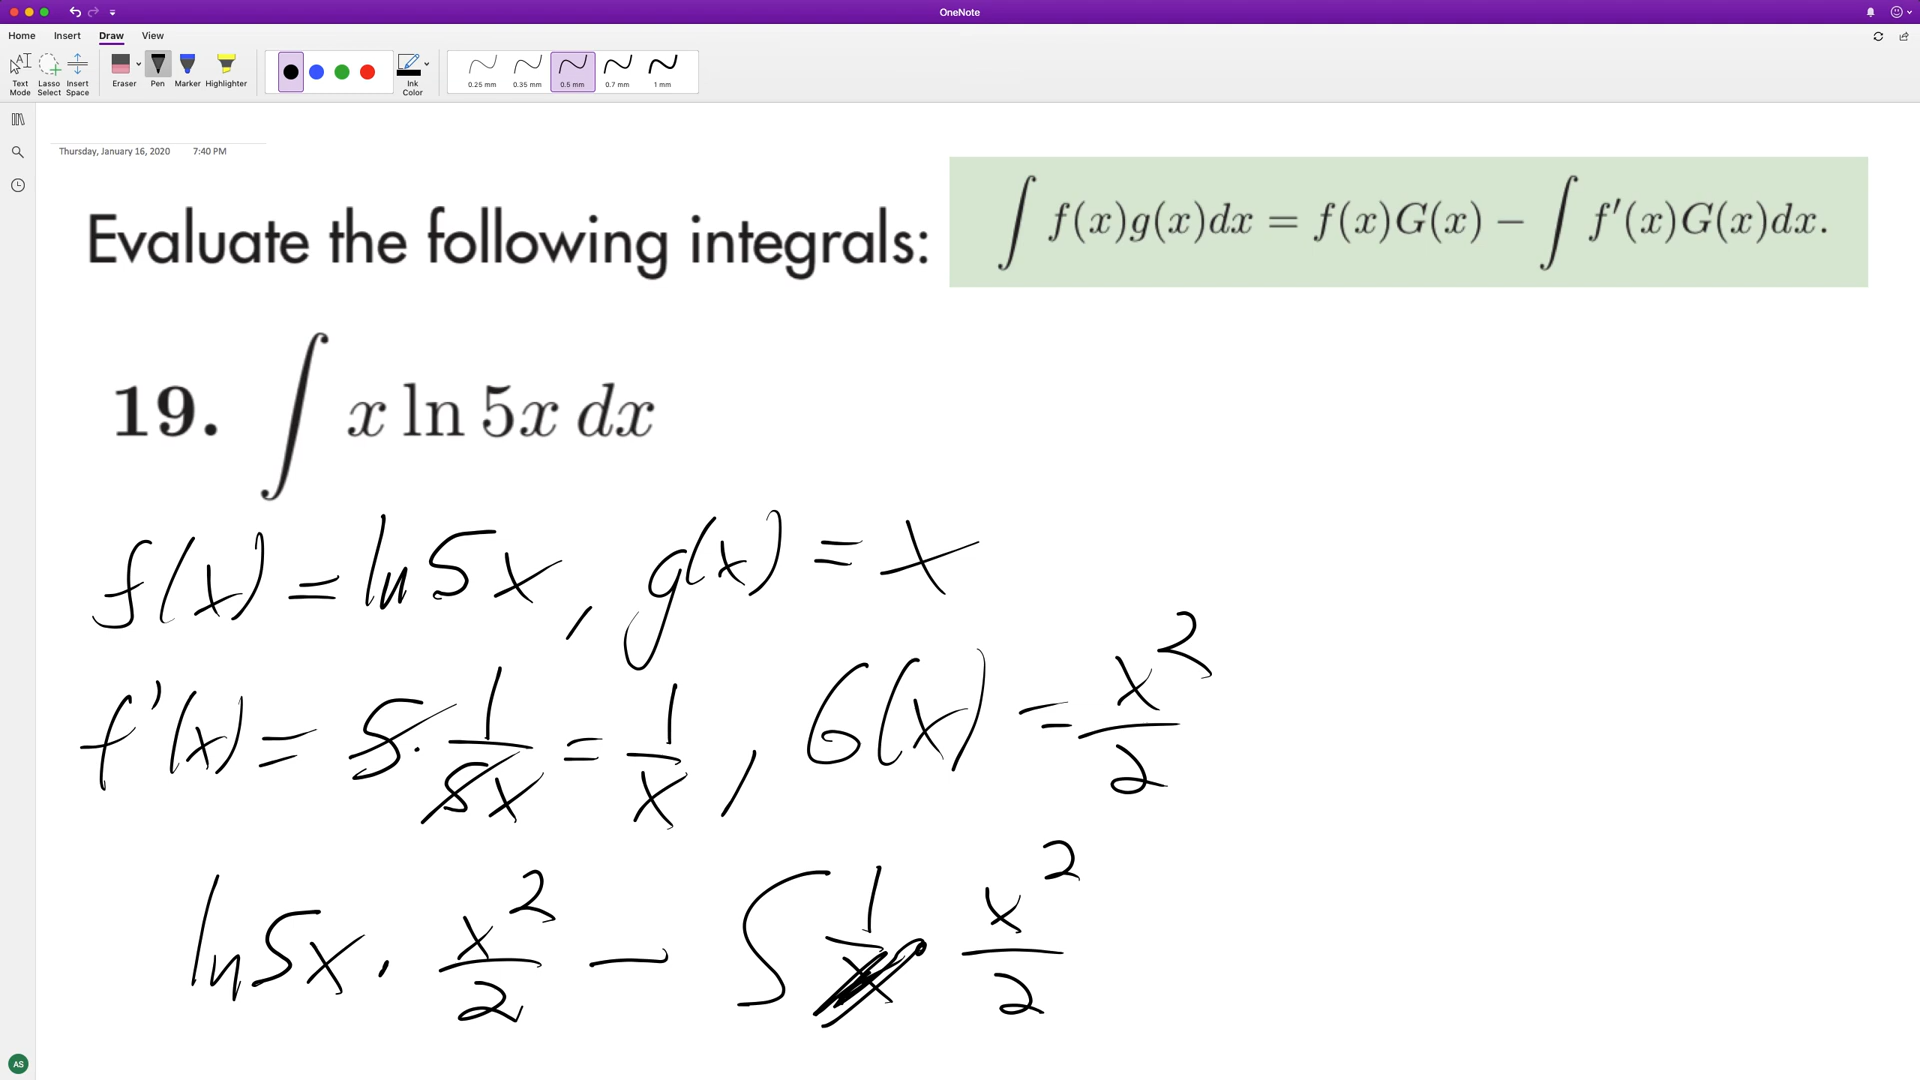 OneNote
Home Insert Draw View
Text Mode Lasso Select Insert Space Eraser Pen Marker Highlighter Ink Color 0.25 mm 0.35 mm 0.5 mm 0.7 mm 1 mm
Thursday, January 16, 2020 7:40 PM
Evaluate the following integrals:
∫ f(x)g(x)dx = f(x)G(x) − ∫ f′(x)G(x)dx.
19. ∫ x ln 5x dx
f(x) = ln 5x, g(x) = x
f'(x) = 5 · 1/5x = 1/x, G(x) = x²/2
ln 5x · x²/2 − ∫ 1/x x²/2
AS